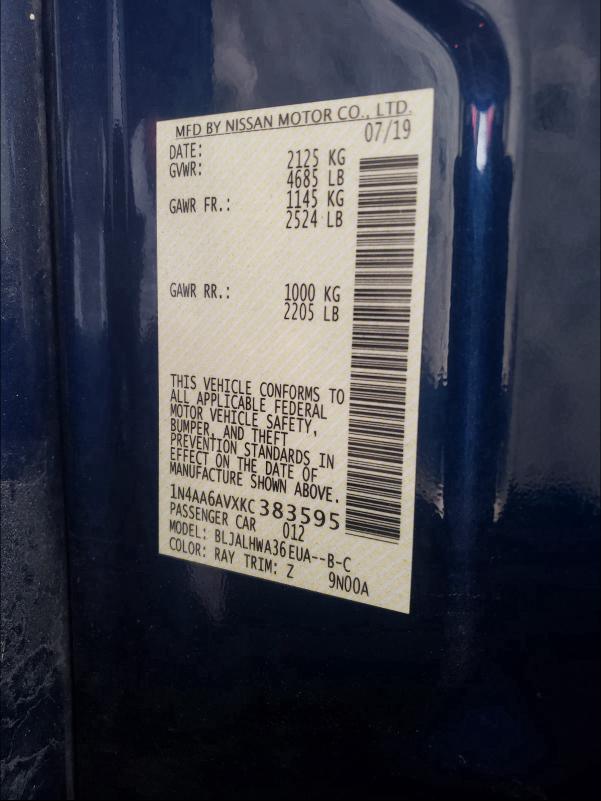 MFD BY NISSAN MOTOR CO., LTD.
DATE: 07/19
GVWR: 2125 KG
4685 LB
GAWR FR.: 1145 KG
2524 LB
GAWR RR.: 1000 KG
2205 LB
THIS VEHICLE CONFORMS TO
ALL APPLICABLE FEDERAL
MOTOR VEHICLE SAFETY,
BUMPER, AND THEFT
PREVENTION STANDARDS IN
EFFECT ON THE DATE OF
MANUFACTURE SHOWN ABOVE.
1N4AA6AVXKC383595
PASSENGER CAR 012
MODEL: BLJALHWA36EUA--B-C
COLOR: RAY TRIM: Z 9N00A